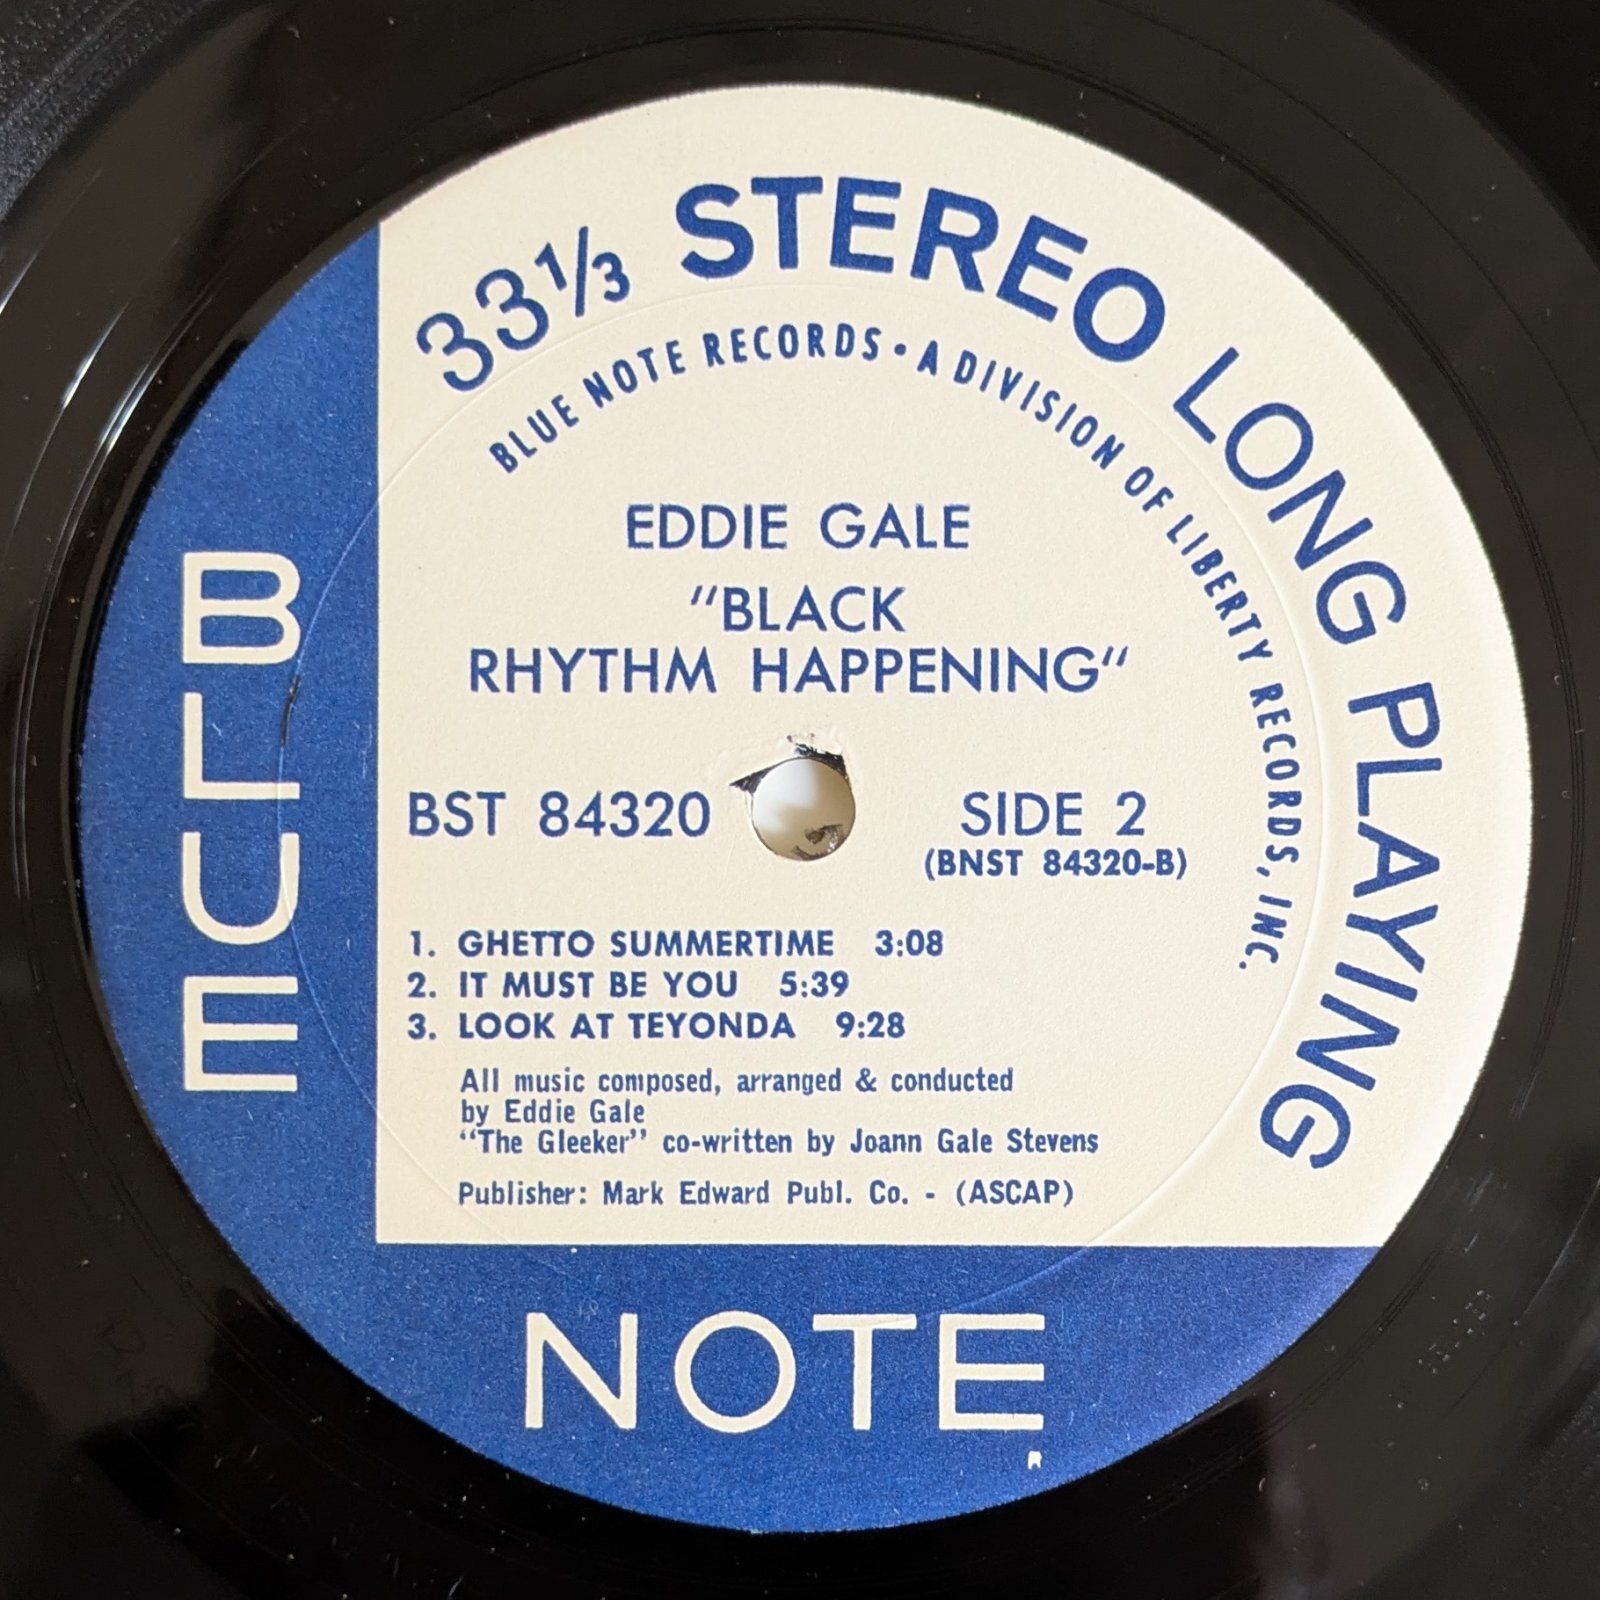 33⅓ STEREO LONG PLAYING
BLUE NOTE RECORDS • A DIVISION OF LIBERTY RECORDS, INC.
EDDIE GALE
"BLACK
RHYTHM HAPPENING"
BST 84320
SIDE 2
(BNST 84320-B)
1. GHETTO SUMMERTIME 3:08
2. IT MUST BE YOU 5:39
3. LOOK AT TEYONDA 9:28
All music composed, arranged & conducted
by Eddie Gale
"The Gleeker" co-written by Joann Gale Stevens
Publisher: Mark Edward Publ. Co. - (ASCAP)
BLUE
NOTE
R